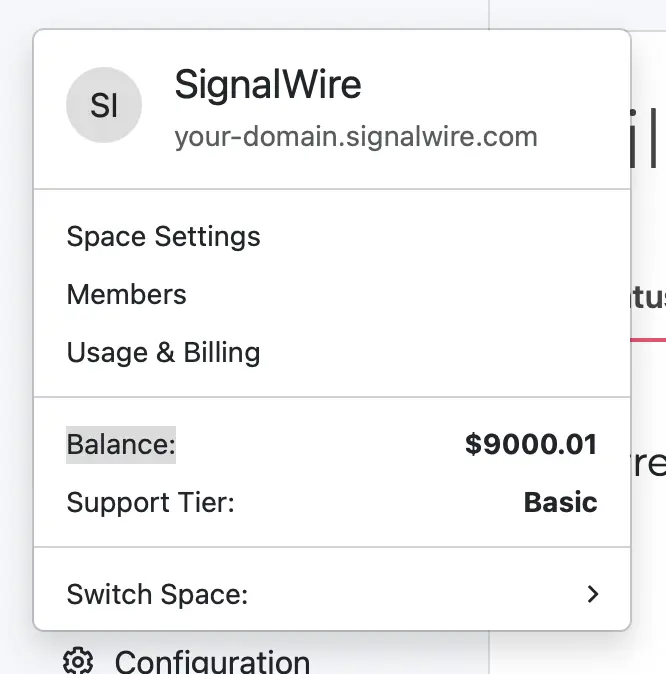 SI
SignalWire
your-domain.signalwire.com
Space Settings
Members
Usage & Billing
Balance: $9000.01
Support Tier: Basic
Switch Space:
Configuration